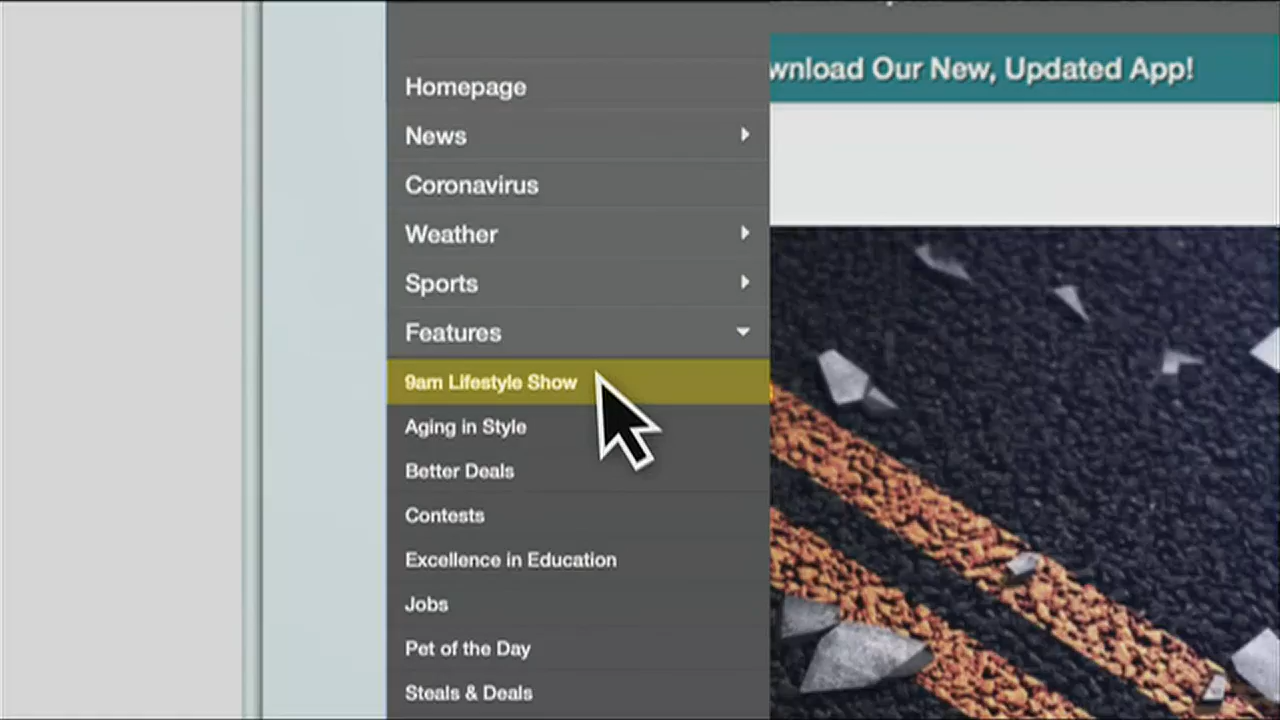 Homepage
News
Coronavirus
Weather
Sports
Features
9am Lifestyle Show
Aging in Style
Better Deals
Contests
Excellence in Education
Jobs
Pet of the Day
Steals & Deals
wnload Our New, Updated App!